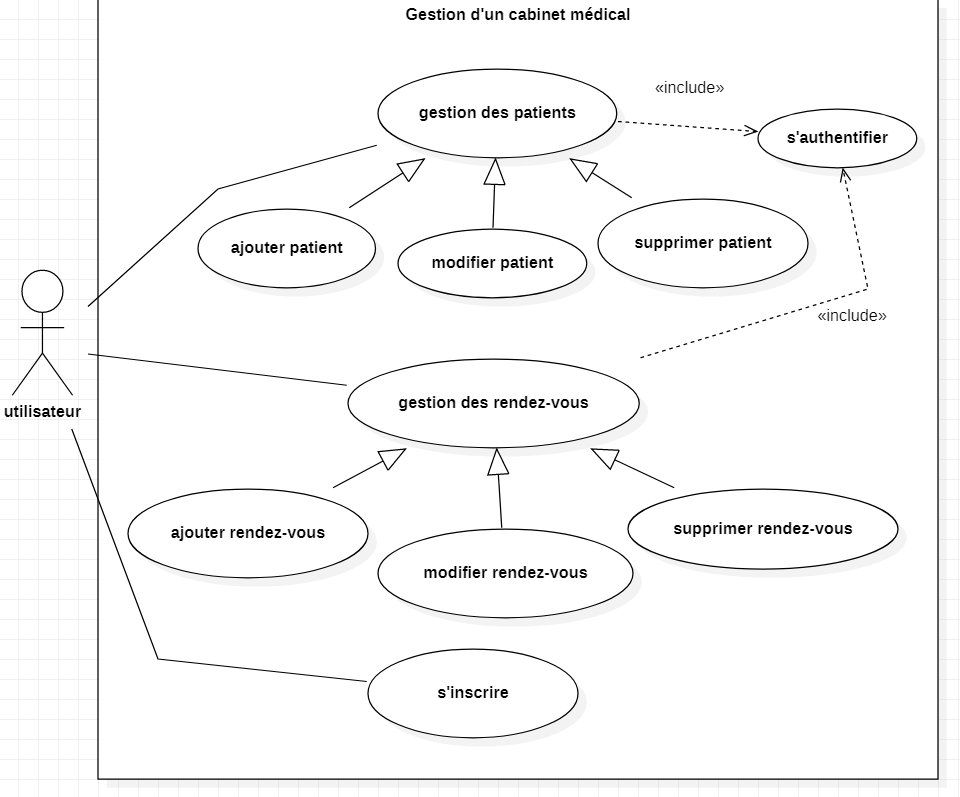 Gestion d'un cabinet médical
«include»
gestion des patients
s'authentifier
ajouter patient
modifier patient
supprimer patient
«include»
utilisateur
gestion des rendez-vous
ajouter rendez-vous
modifier rendez-vous
supprimer rendez-vous
s'inscrire